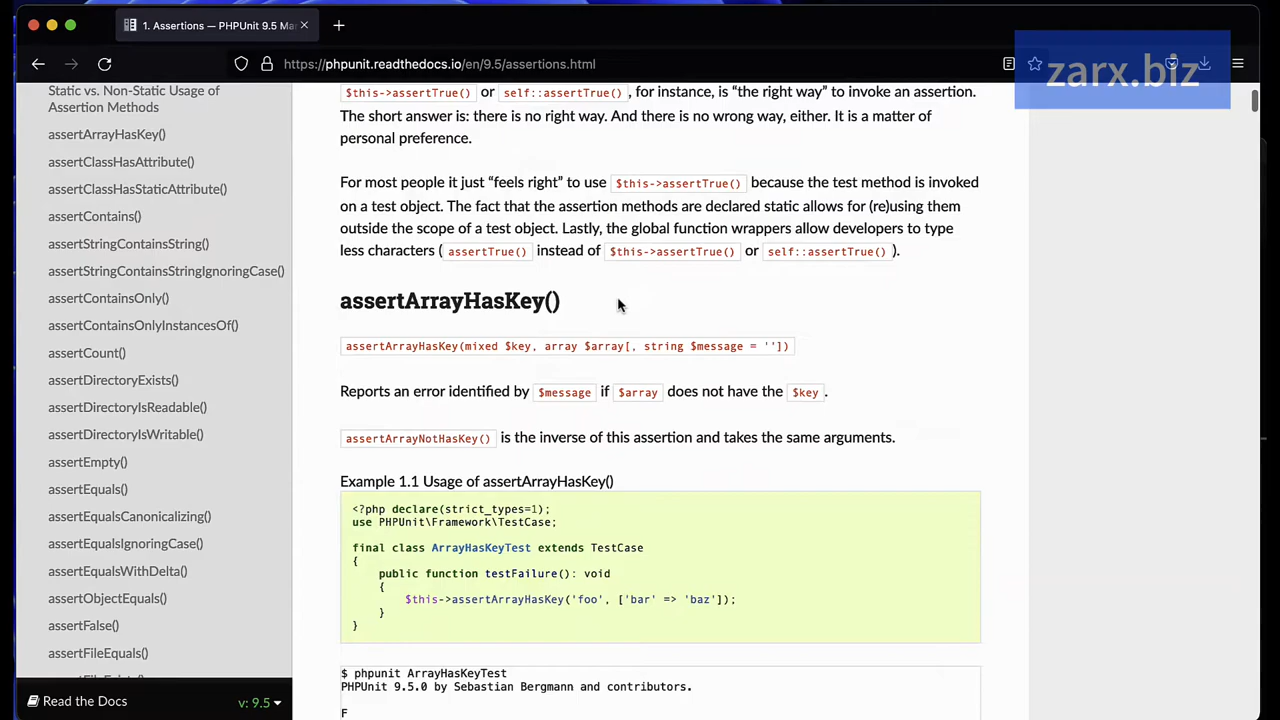 1. Assertions — PHPUnit 9.5 Ma
https://phpunit.readthedocs.io/en/9.5/assertions.html
zarx.biz
Static vs. Non-Static Usage of
Assertion Methods
assertArrayHasKey()
assertClassHasAttribute()
assertClassHasStaticAttribute()
assertContains()
assertStringContainsString()
assertStringContainsStringIgnoringCase()
assertContainsOnly()
assertContainsOnlyInstancesOf()
assertCount()
assertDirectoryExists()
assertDirectoryIsReadable()
assertDirectoryIsWritable()
assertEmpty()
assertEquals()
assertEqualsCanonicalizing()
assertEqualsIgnoringCase()
assertEqualsWithDelta()
assertObjectEquals()
assertFalse()
assertFileEquals()
Read the Docs
v: 9.5
$this->assertTrue() or self::assertTrue() , for instance, is “the right way” to invoke an assertion.
The short answer is: there is no right way. And there is no wrong way, either. It is a matter of
personal preference.
For most people it just “feels right” to use $this->assertTrue() because the test method is invoked
on a test object. The fact that the assertion methods are declared static allows for (re)using them
outside the scope of a test object. Lastly, the global function wrappers allow developers to type
less characters ( assertTrue() instead of $this->assertTrue() or self::assertTrue() ).
assertArrayHasKey()
assertArrayHasKey(mixed $key, array $array[, string $message = ''])
Reports an error identified by $message if $array does not have the $key .
assertArrayNotHasKey() is the inverse of this assertion and takes the same arguments.
Example 1.1 Usage of assertArrayHasKey()
<?php declare(strict_types=1);
use PHPUnit\Framework\TestCase;
final class ArrayHasKeyTest extends TestCase
{
public function testFailure(): void
{
$this->assertArrayHasKey('foo', ['bar' => 'baz']);
}
}
$ phpunit ArrayHasKeyTest
PHPUnit 9.5.0 by Sebastian Bergmann and contributors.
F